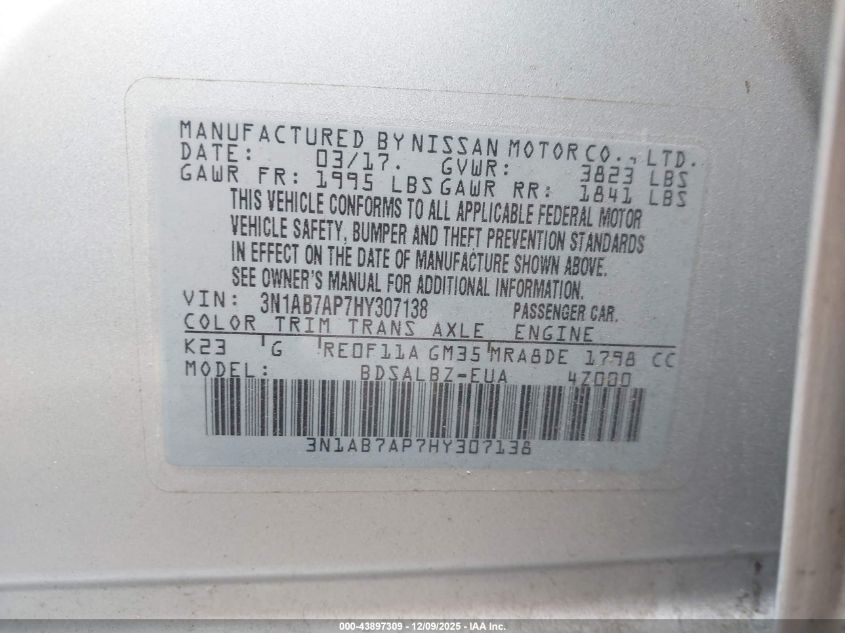 MANUFACTURED BY NISSAN MOTOR CO., LTD.
DATE: 03/17. GVWR: 3823 LBS
GAWR FR: 1995 LBS GAWR RR: 1841 LBS
THIS VEHICLE CONFORMS TO ALL APPLICABLE FEDERAL MOTOR
VEHICLE SAFETY, BUMPER AND THEFT PREVENTION STANDARDS
IN EFFECT ON THE DATE OF MANUFACTURE SHOWN ABOVE.
SEE OWNER'S MANUAL FOR ADDITIONAL INFORMATION.
VIN: 3N1AB7AP7HY307138 PASSENGER CAR.
COLOR TRIM TRANS AXLE ENGINE
K23 G RE0F11A GM35 MRA8DE 1798 CC
MODEL: BDSALBZ-EUA 4Z000
3N1AB7AP7HY307138
000-43897309 | 12/09/2025 - IAA Inc.